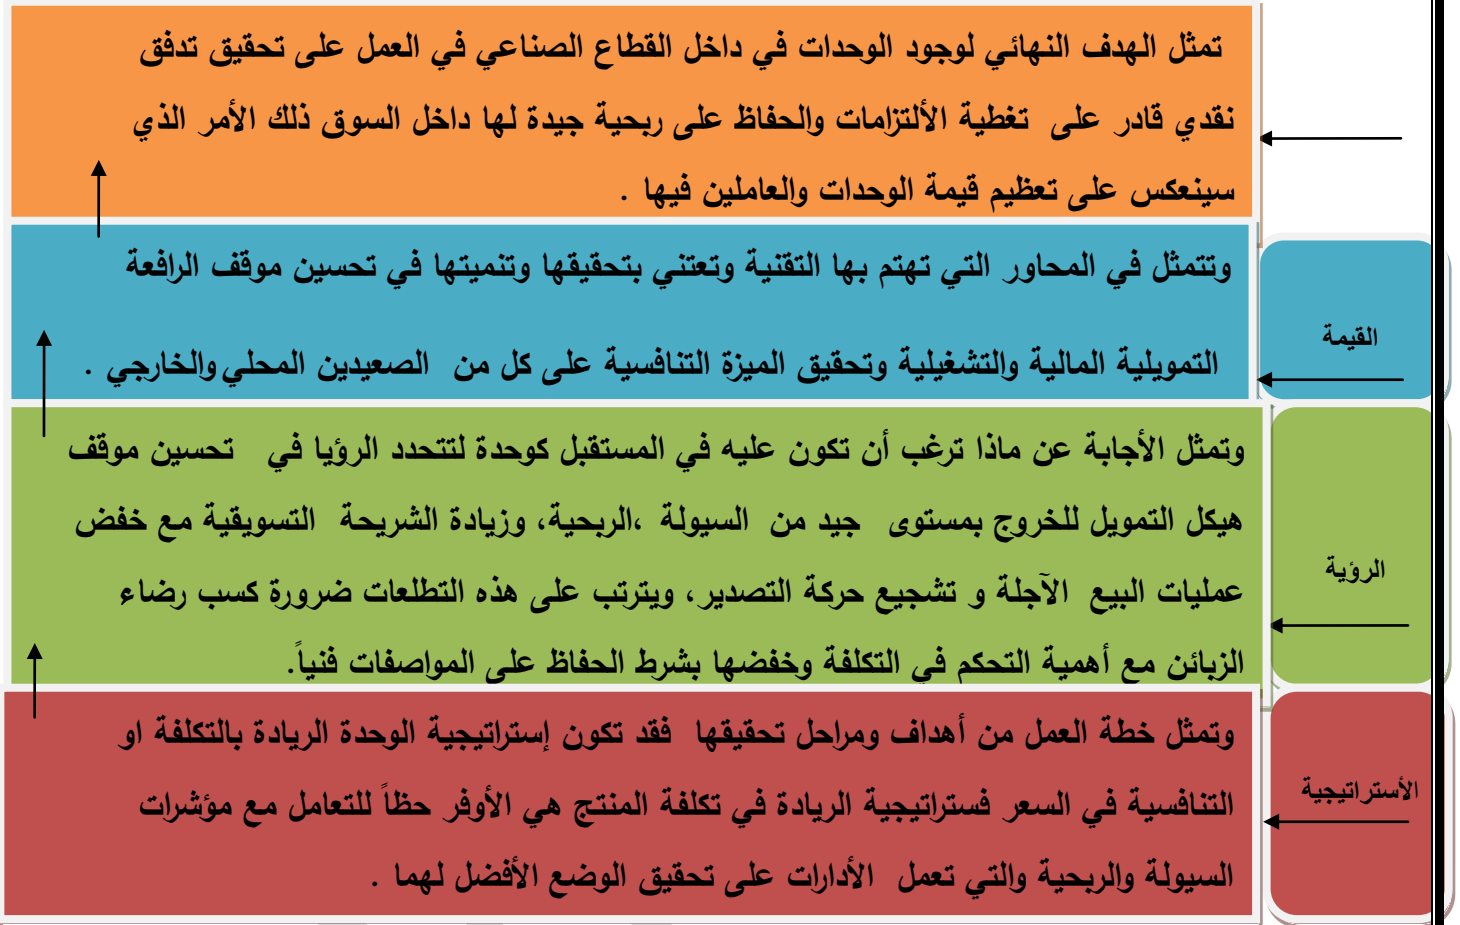 تمثل الهدف النهائي لوجود الوحدات في داخل القطاع الصناعي في العمل على تحقيق تدفق
نقدي قادر على تغطية الألتزامات والحفاظ على ربحية جيدة لها داخل السوق ذلك الأمر الذي
سينعكس على تعظيم قيمة الوحدات والعاملين فيها .
القيمة
وتتمثل في المحاور التي تهتم بها التقنية وتعتني بتحقيقها وتنميتها في تحسين موقف الرافعة
التمويلية المالية والتشغيلية وتحقيق الميزة التنافسية على كل من الصعيدين المحلي والخارجي .
الرؤية
وتمثل الأجابة عن ماذا ترغب أن تكون عليه في المستقبل كوحدة لتتحدد الرؤيا في تحسين موقف
هيكل التمويل للخروج بمستوى جيد من السيولة ،الربحية، وزيادة الشريحة التسويقية مع خفض
عمليات البيع الآجلة و تشجيع حركة التصدير، ويترتب على هذه التطلعات ضرورة كسب رضاء
الزبائن مع أهمية التحكم في التكلفة وخفضها بشرط الحفاظ على المواصفات فنياً.
الأستراتيجية
وتمثل خطة العمل من أهداف ومراحل تحقيقها فقد تكون إستراتيجية الوحدة الريادة بالتكلفة او
التنافسية في السعر فستراتيجية الريادة في تكلفة المنتج هي الأوفر حظاً للتعامل مع مؤشرات
السيولة والربحية والتي تعمل الأدارات على تحقيق الوضع الأفضل لهما .